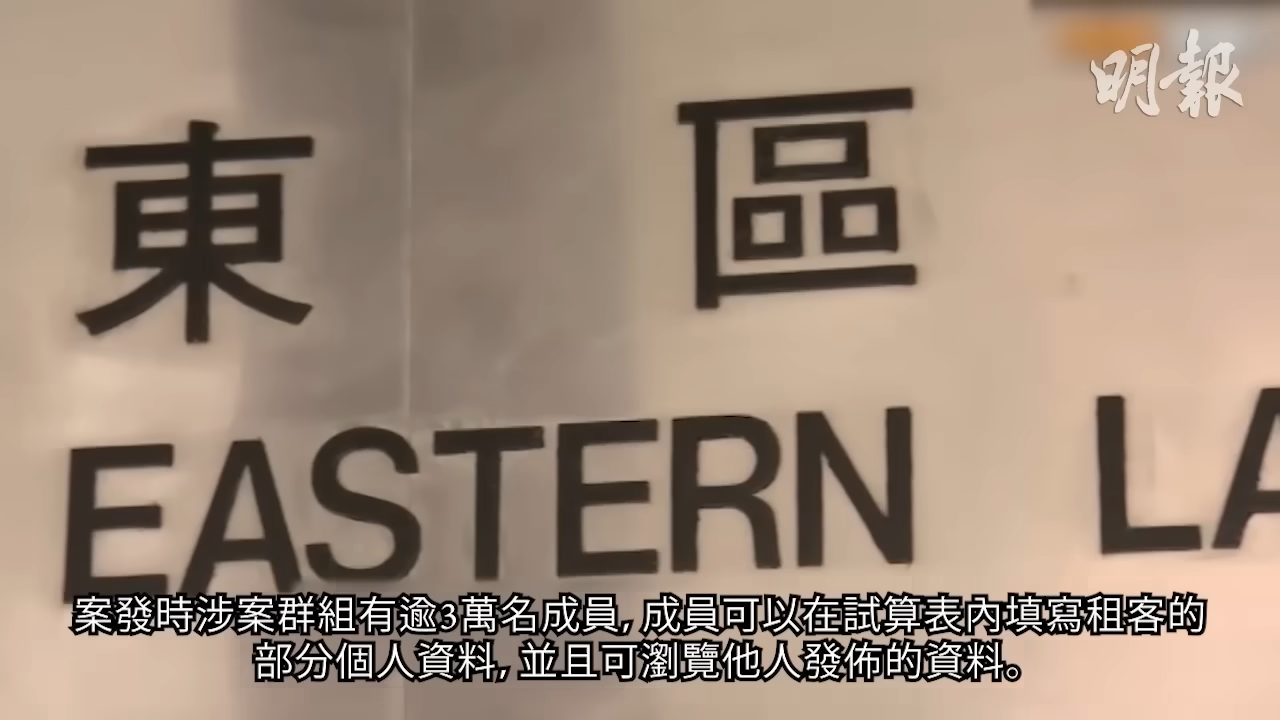 明報
東區
EASTERN LA
案發時涉案群組有逾3萬名成員, 成員可以在試算表內填寫租客的
部分個人資料, 並且可瀏覽他人發佈的資料。